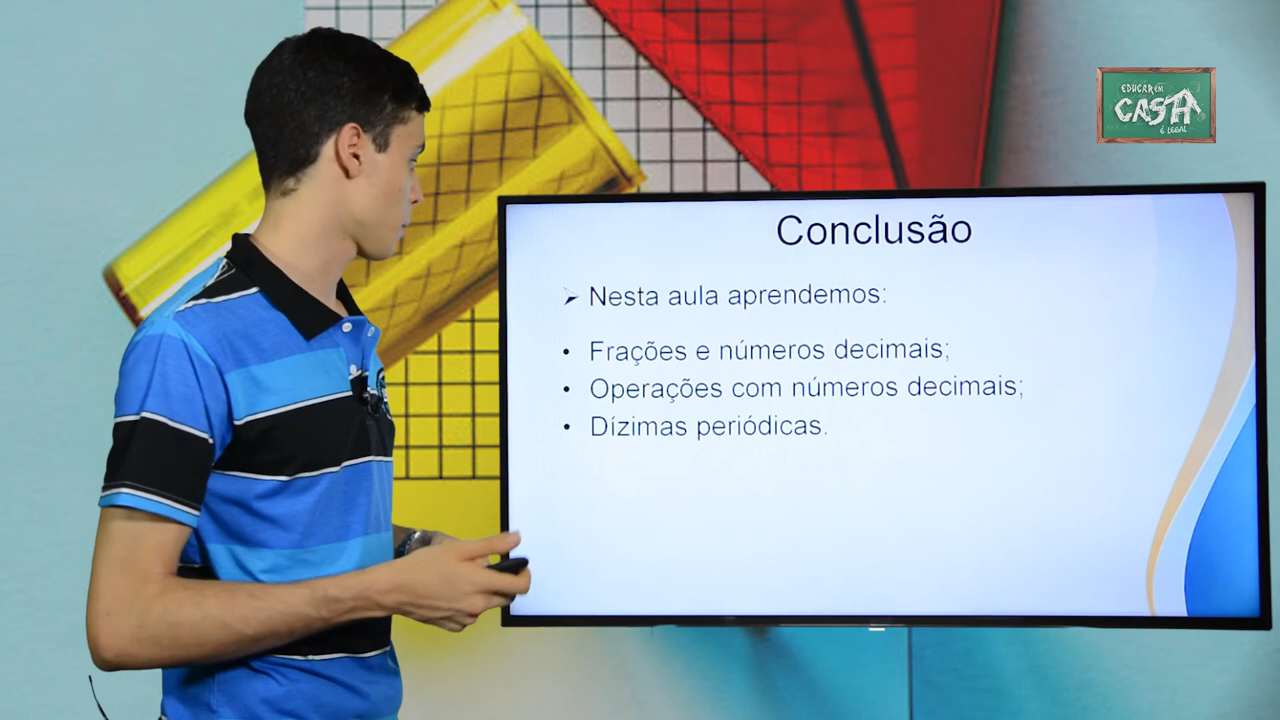 EDUCAR EM
CASA
É LEGAL
Conclusão
➢ Nesta aula aprendemos:
• Frações e números decimais;
• Operações com números decimais;
• Dízimas periódicas.